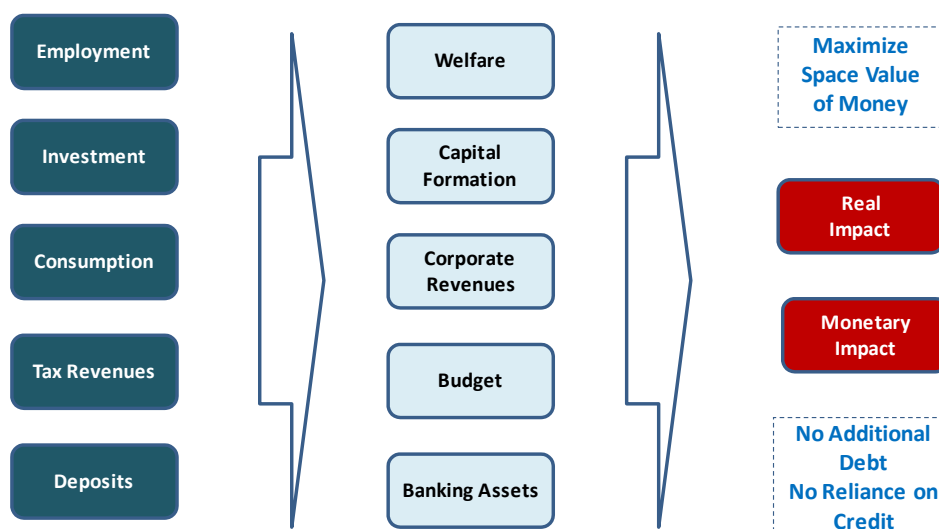 Employment
Investment
Consumption
Tax Revenues
Deposits
Welfare
Capital
Formation
Corporate
Revenues
Budget
Banking Assets
Maximize
Space Value
of Money
Real
Impact
Monetary
Impact
No Additional
Debt
No Reliance on
Credit